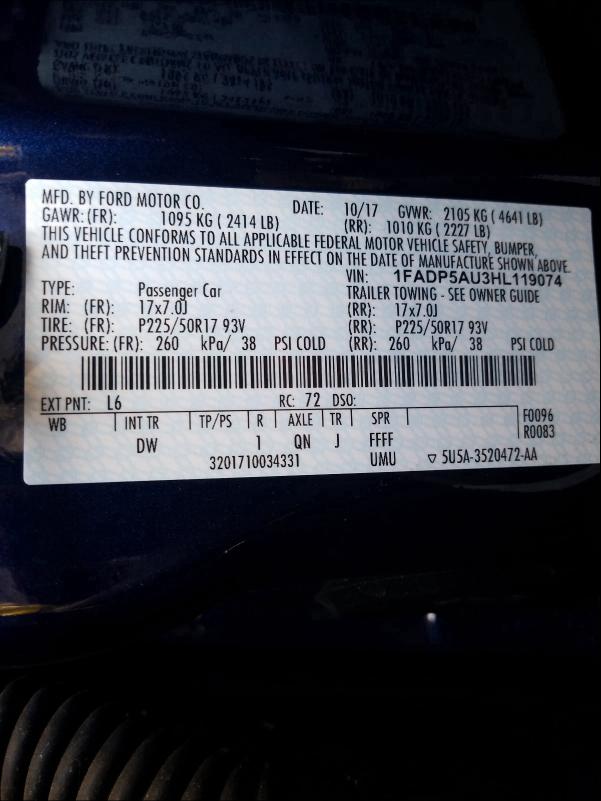 MFD. BY FORD MOTOR CO. DATE: 10/17 GVWR: 2105 KG ( 4641 LB)
GAWR: (FR): 1095 KG ( 2414 LB) (RR): 1010 KG ( 2227 LB)
THIS VEHICLE CONFORMS TO ALL APPLICABLE FEDERAL MOTOR VEHICLE SAFETY, BUMPER,
AND THEFT PREVENTION STANDARDS IN EFFECT ON THE DATE OF MANUFACTURE SHOWN ABOVE.
VIN: 1FADP5AU3HL119074
TYPE: Passenger Car TRAILER TOWING - SEE OWNER GUIDE
RIM: (FR): 17x7.0J (RR): 17x7.0J
TIRE: (FR): P225/50R17 93V (RR): P225/50R17 93V
PRESSURE: (FR): 260 kPa/ 38 PSI COLD (RR): 260 kPa/ 38 PSI COLD
EXT PNT: L6 RC: 72 DSO:
WB INT TR TP/PS R AXLE TR SPR F0096
DW 1 QN J FFFF R0083
3201710034331 UMU ▽ 5U5A-3520472-AA